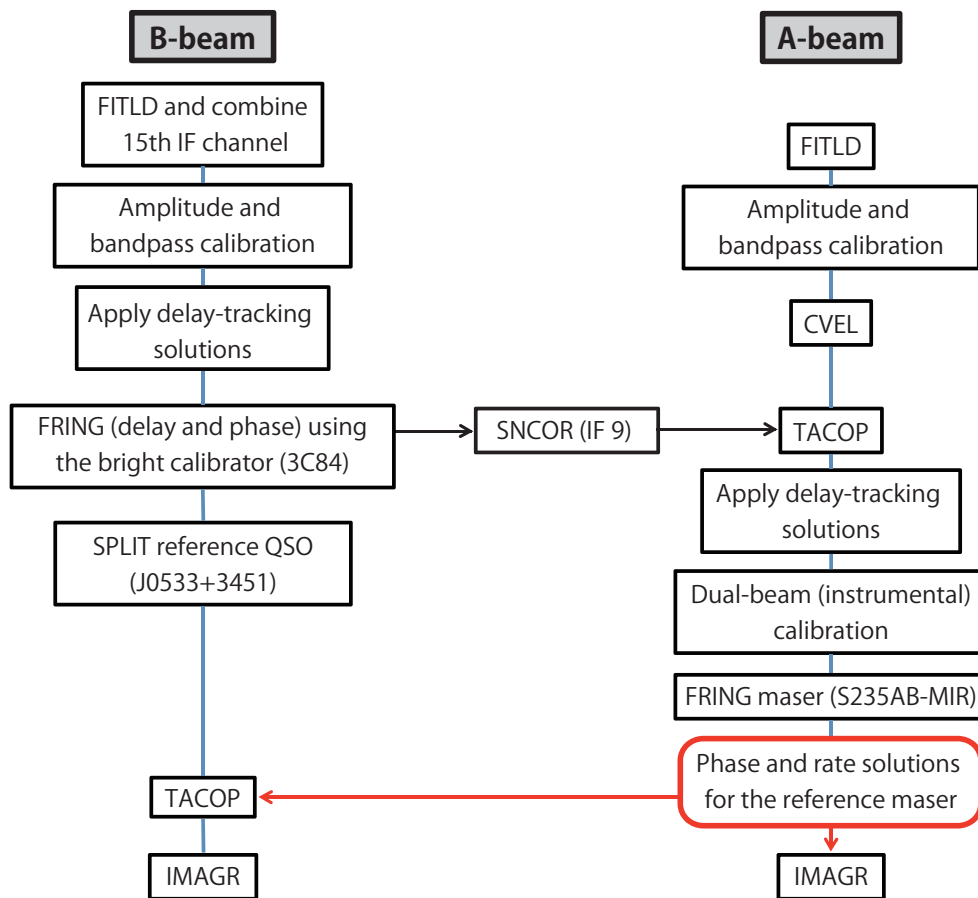 B-beam
FITLD and combine
15th IF channel
Amplitude and
bandpass calibration
Apply delay-tracking
solutions
FRING (delay and phase) using
the bright calibrator (3C84)
SPLIT reference QSO
(J0533+3451)
TACOP
IMAGR
SNCOR (IF 9)
A-beam
FITLD
Amplitude and
bandpass calibration
CVEL
TACOP
Apply delay-tracking
solutions
Dual-beam (instrumental)
calibration
FRING maser (S235AB-MIR)
Phase and rate solutions
for the reference maser
IMAGR